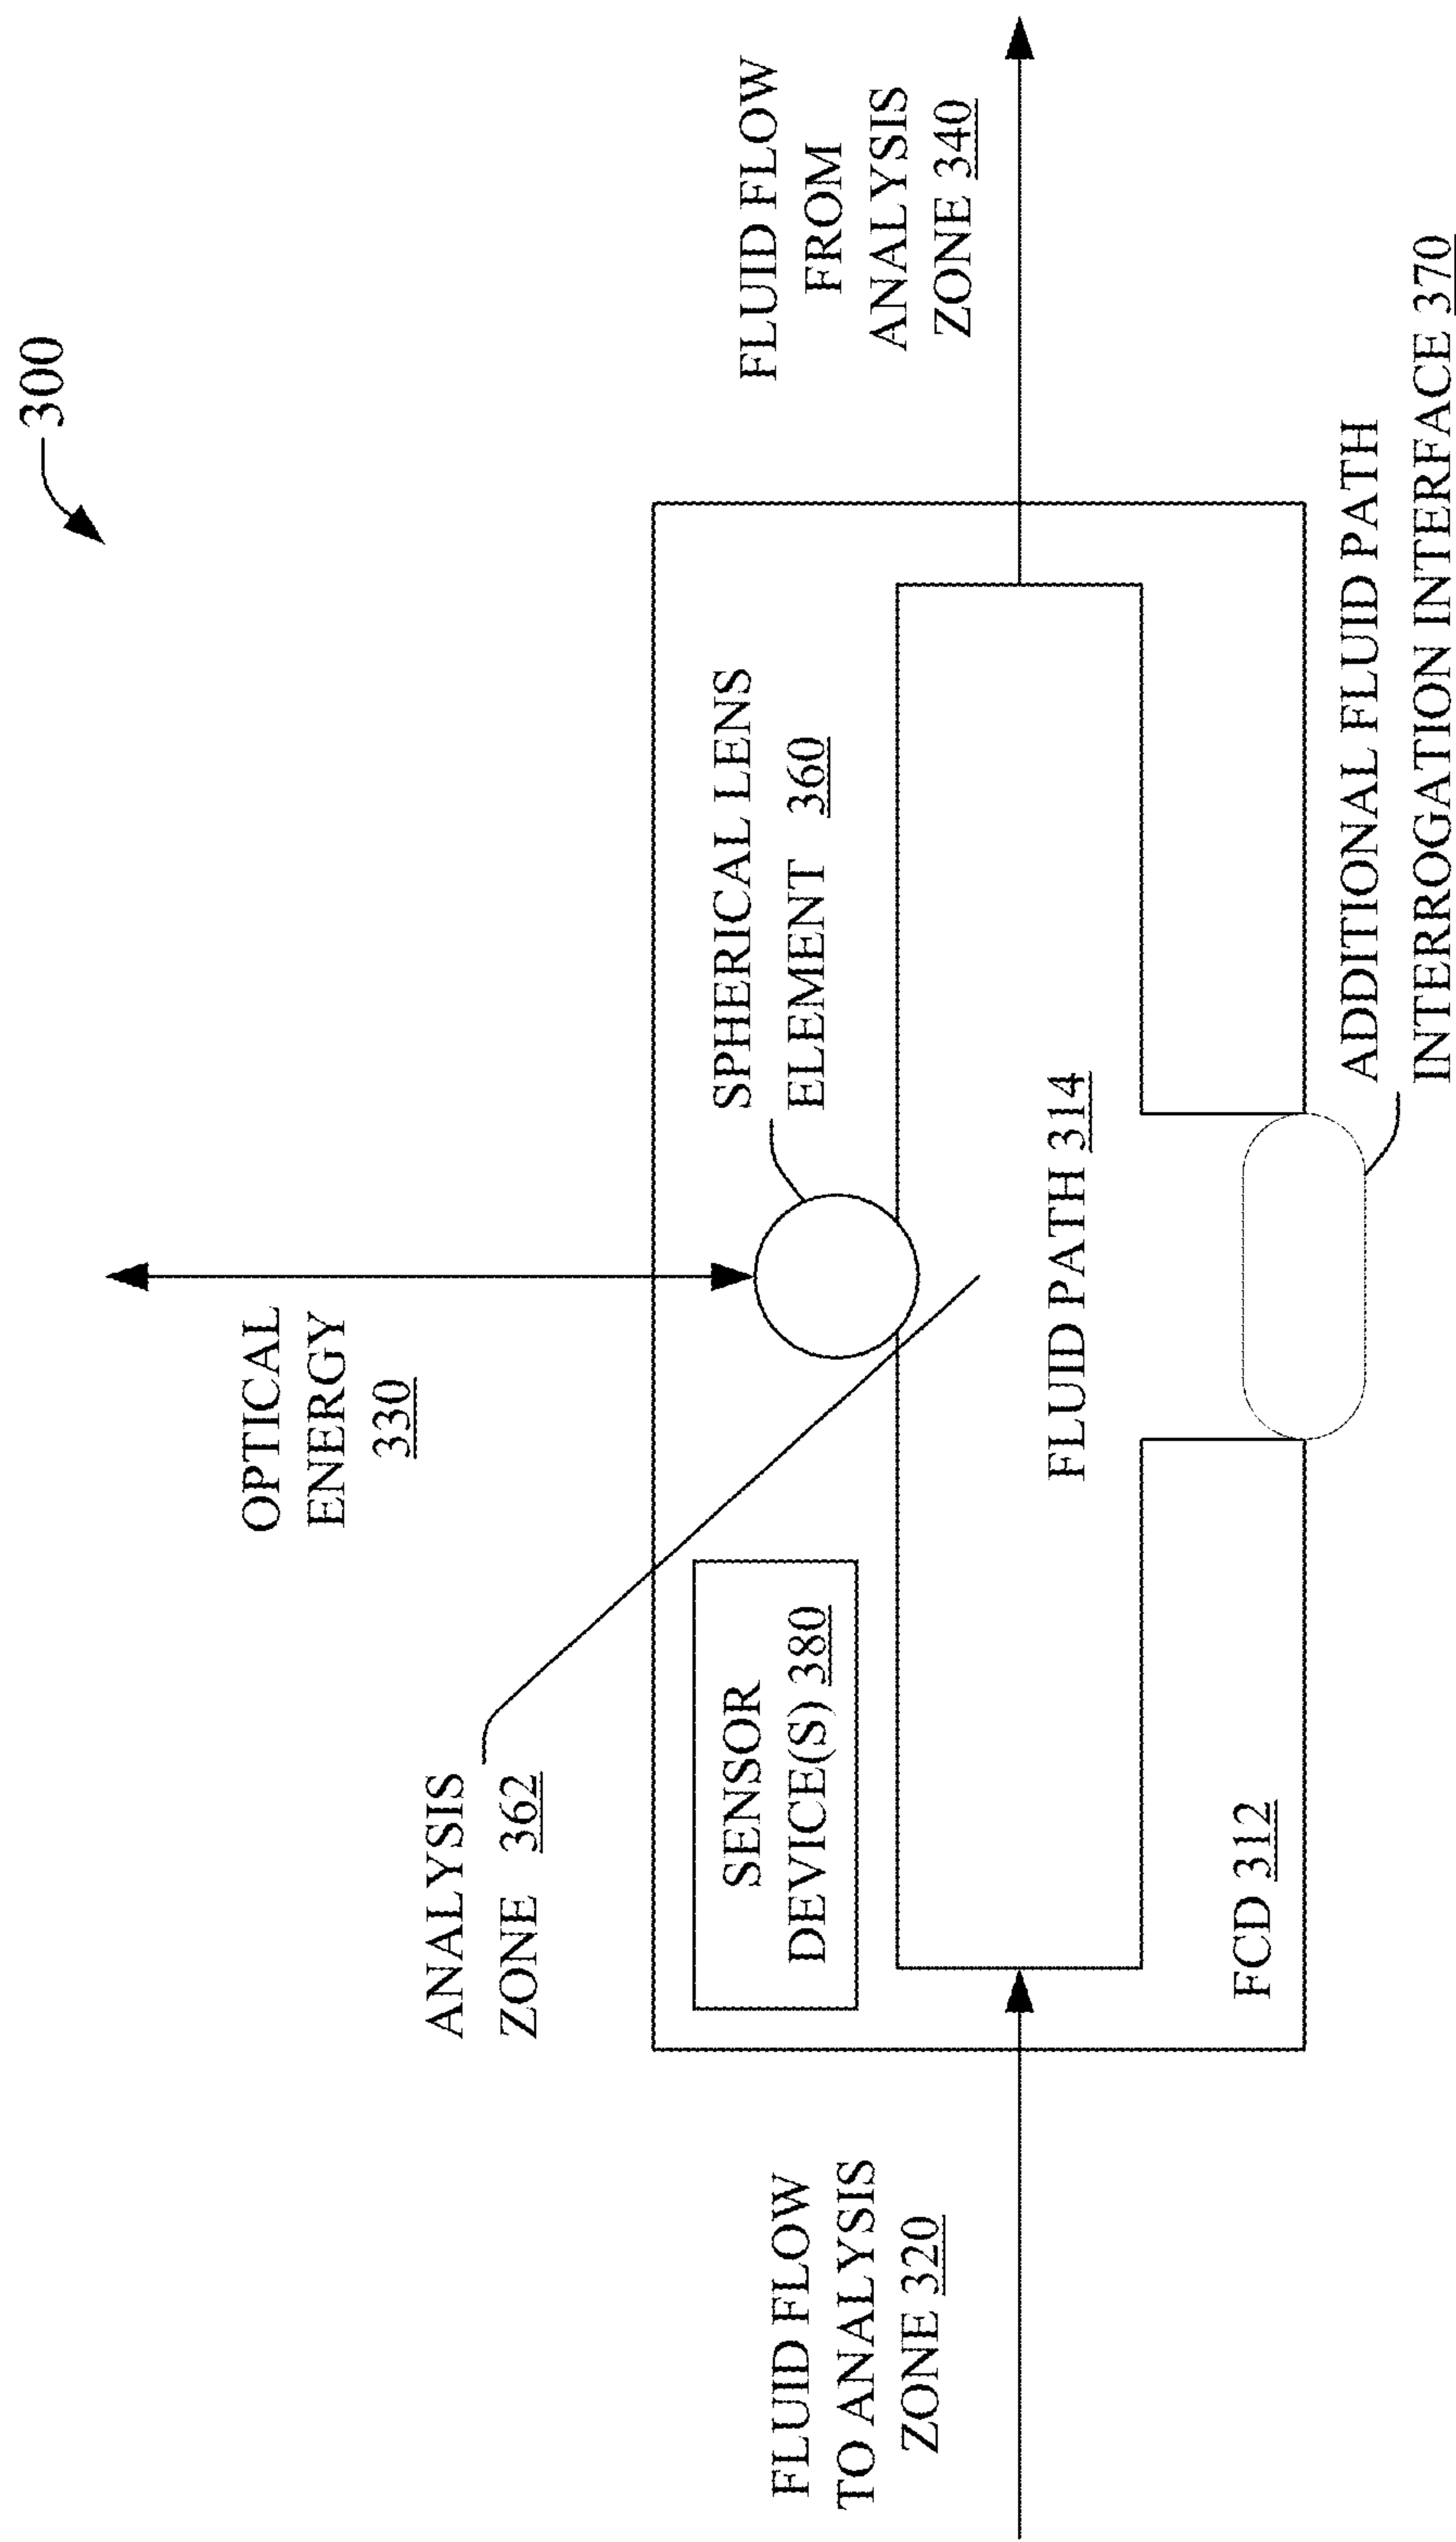 300
OPTICAL
ENERGY
330
ANALYSIS
ZONE 362
SENSOR
DEVICE(S) 380
SPHERICAL LENS
ELEMENT 360
FLUID FLOW
TO ANALYSIS
ZONE 320
FLUID FLOW
FROM
ANALYSIS
ZONE 340
FLUID PATH 314
FCD 312
ADDITIONAL FLUID PATH
INTERROGATION INTERFACE 370